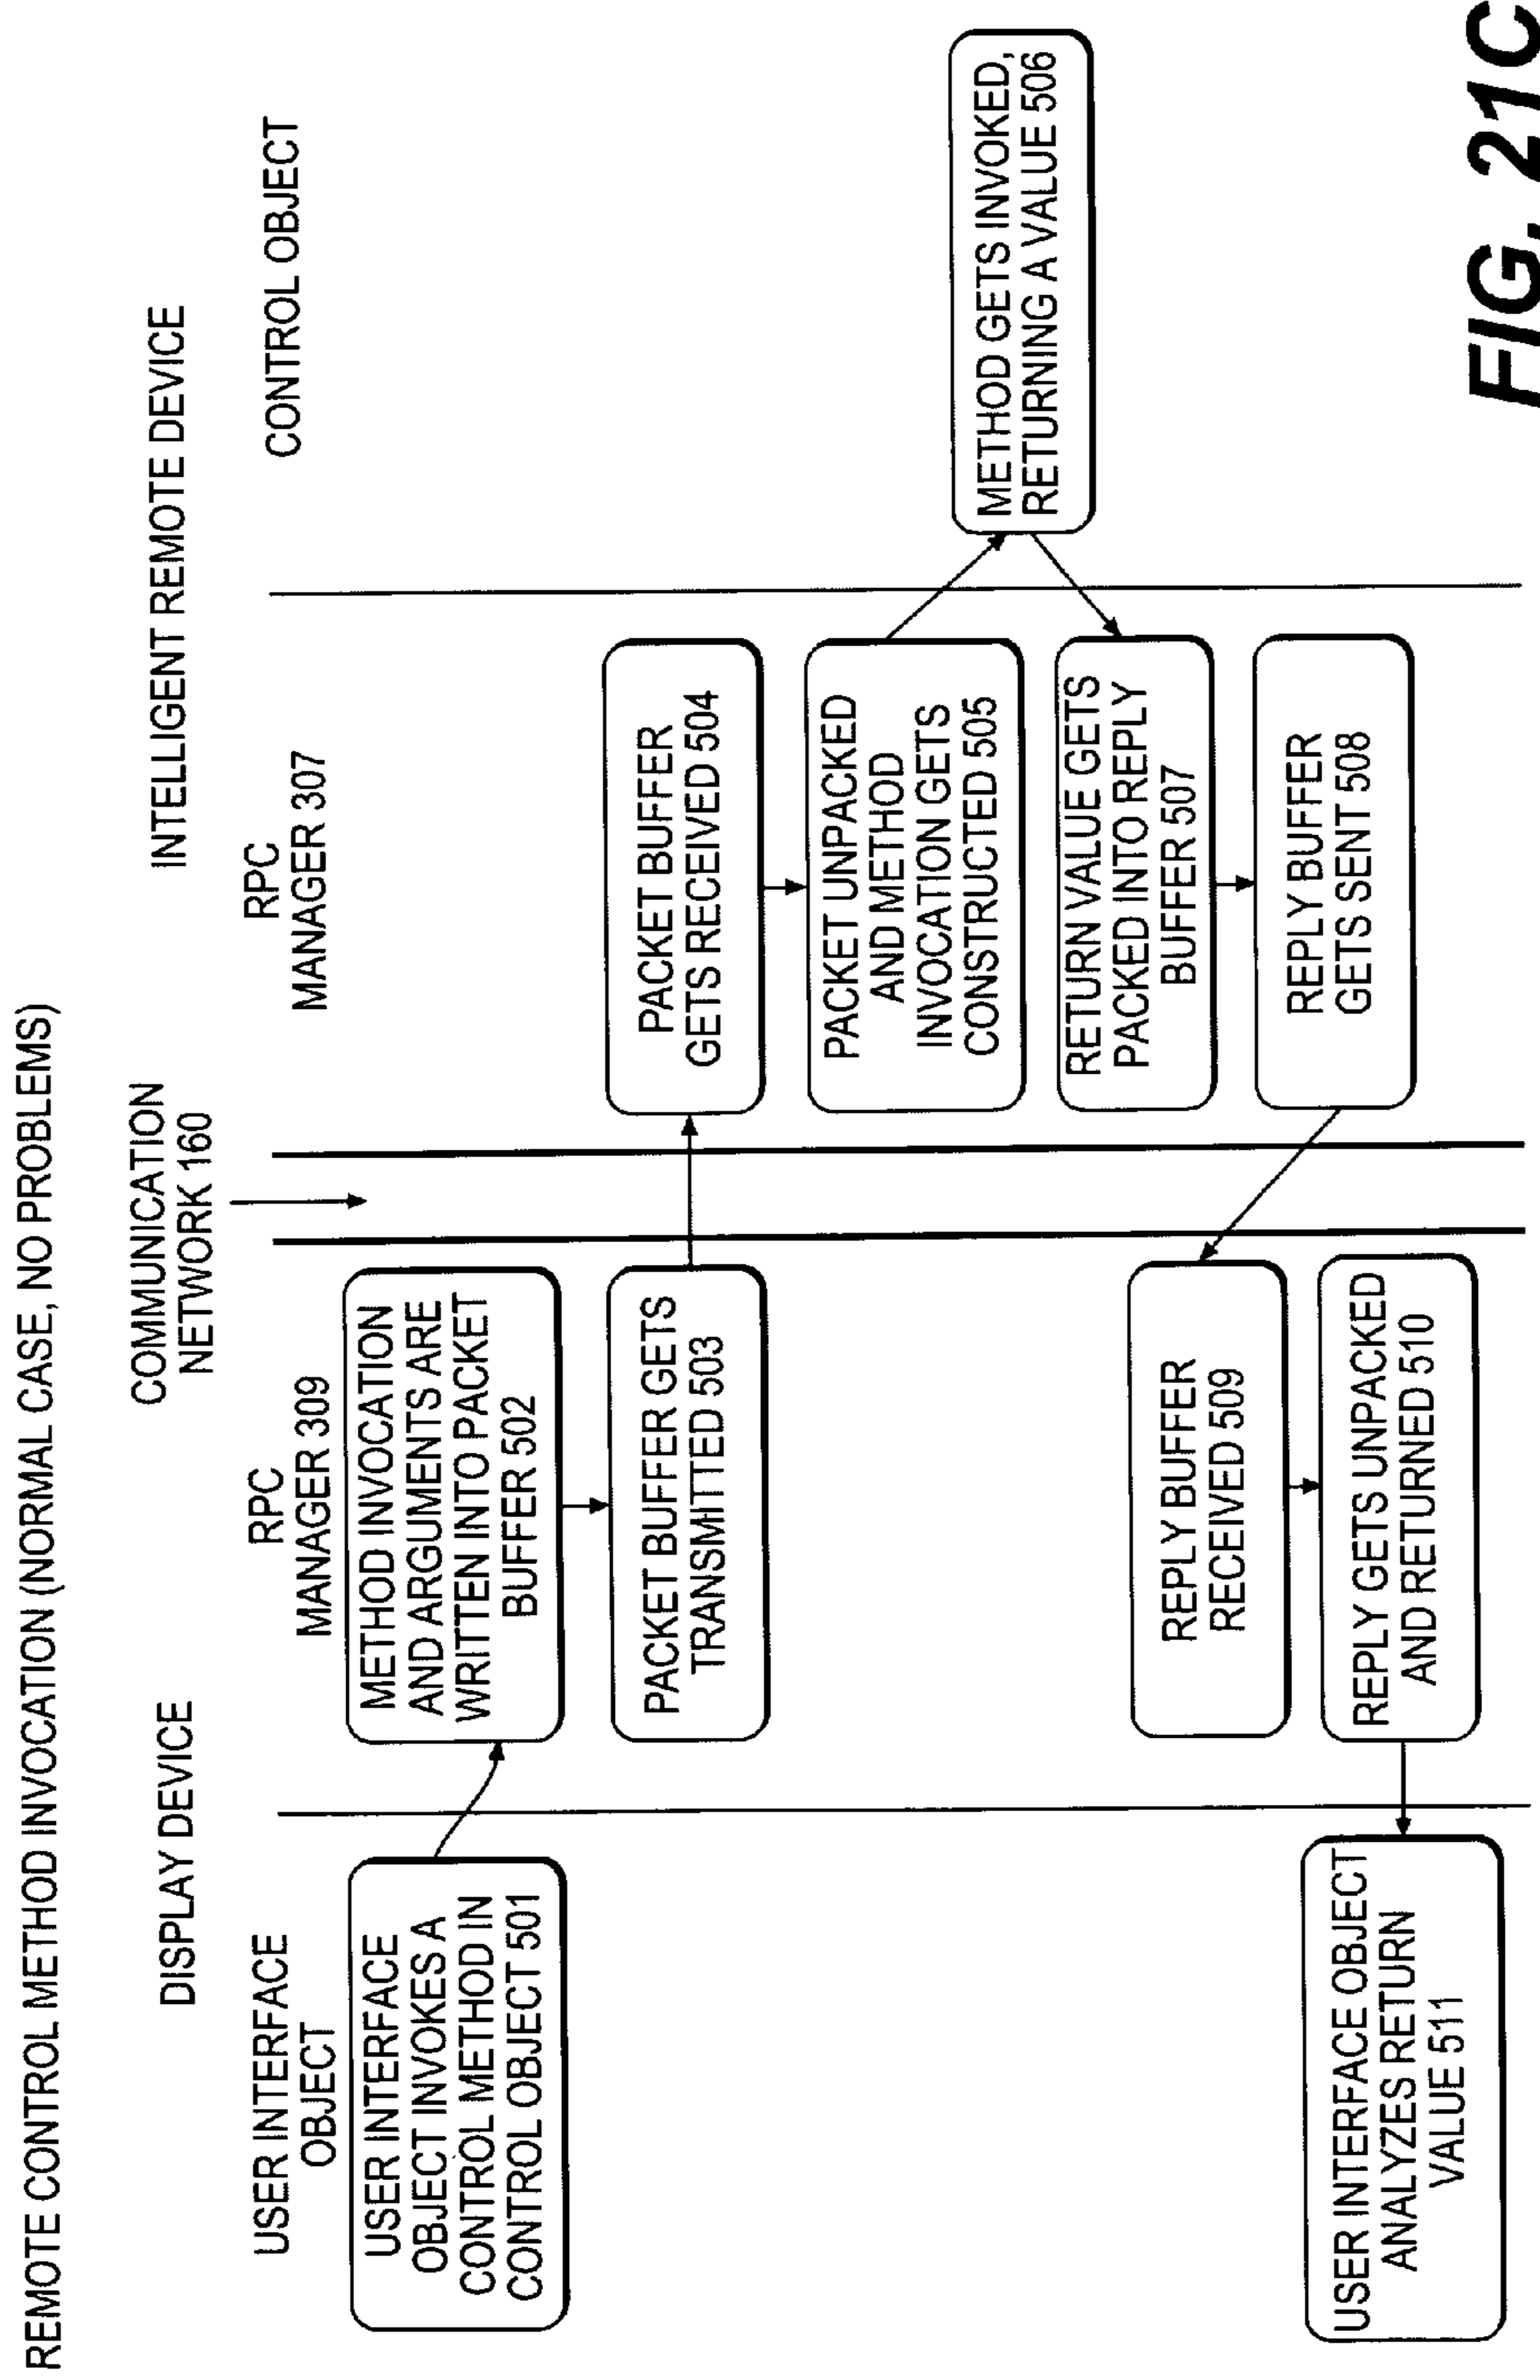 REMOTE CONTROL METHOD INVOCATION (NORMAL CASE, NO PROBLEMS)
DISPLAY DEVICE
COMMUNICATION
NETWORK 160
INTELLIGENT REMOTE DEVICE
USER INTERFACE
OBJECT
RPC
MANAGER 309
RPC
MANAGER 307
CONTROL OBJECT
USER INTERFACE
OBJECT INVOKES A
CONTROL METHOD IN
CONTROL OBJECT 501
METHOD INVOCATION
AND ARGUMENTS ARE
WRITTEN INTO PACKET
BUFFER 502
PACKET BUFFER GETS
TRANSMITTED 503
PACKET BUFFER
GETS RECEIVED 504
PACKET UNPACKED
AND METHOD
INVOCATION GETS
CONSTRUCTED 505
METHOD GETS INVOKED,
RETURNING A VALUE 506
RETURN VALUE GETS
PACKED INTO REPLY
BUFFER 507
REPLY BUFFER
GETS SENT 508
REPLY BUFFER
RECEIVED 509
REPLY GETS UNPACKED
AND RETURNED 510
USER INTERFACE OBJECT
ANALYZES RETURN
VALUE 511
FIG. 21C